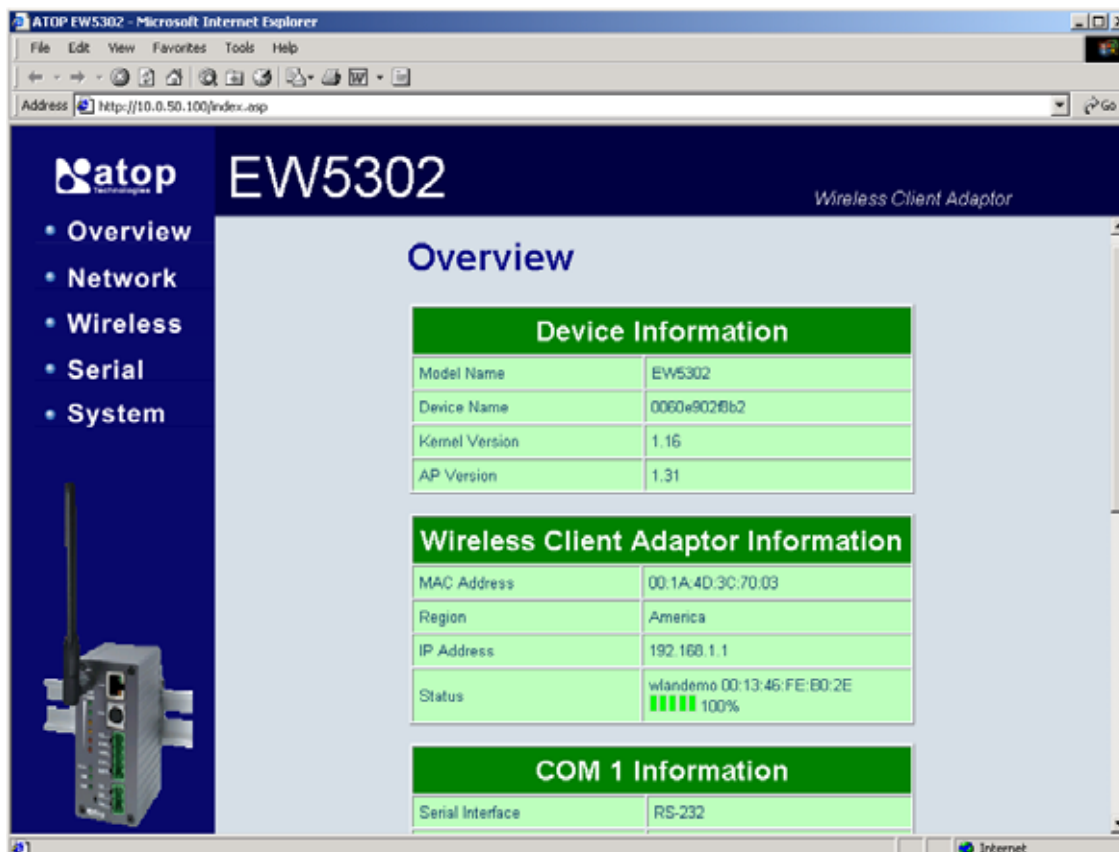 ATOP EW5302 - Microsoft Internet Explorer
File Edit View Favorites Tools Help
Address http://10.0.50.100/index.asp Go
atop
Technologies
EW5302
Wireless Client Adaptor
Overview
Network
Wireless
Serial
System
Overview
Device Information
Model Name EW5302
Device Name 0060e902f8b2
Kernel Version 1.16
AP Version 1.31
Wireless Client Adaptor Information
MAC Address 00:1A:4D:3C:70:03
Region America
IP Address 192.168.1.1
Status wlandemo 00:13:46:FE:B0:2E
100%
COM 1 Information
Serial Interface RS-232
Internet